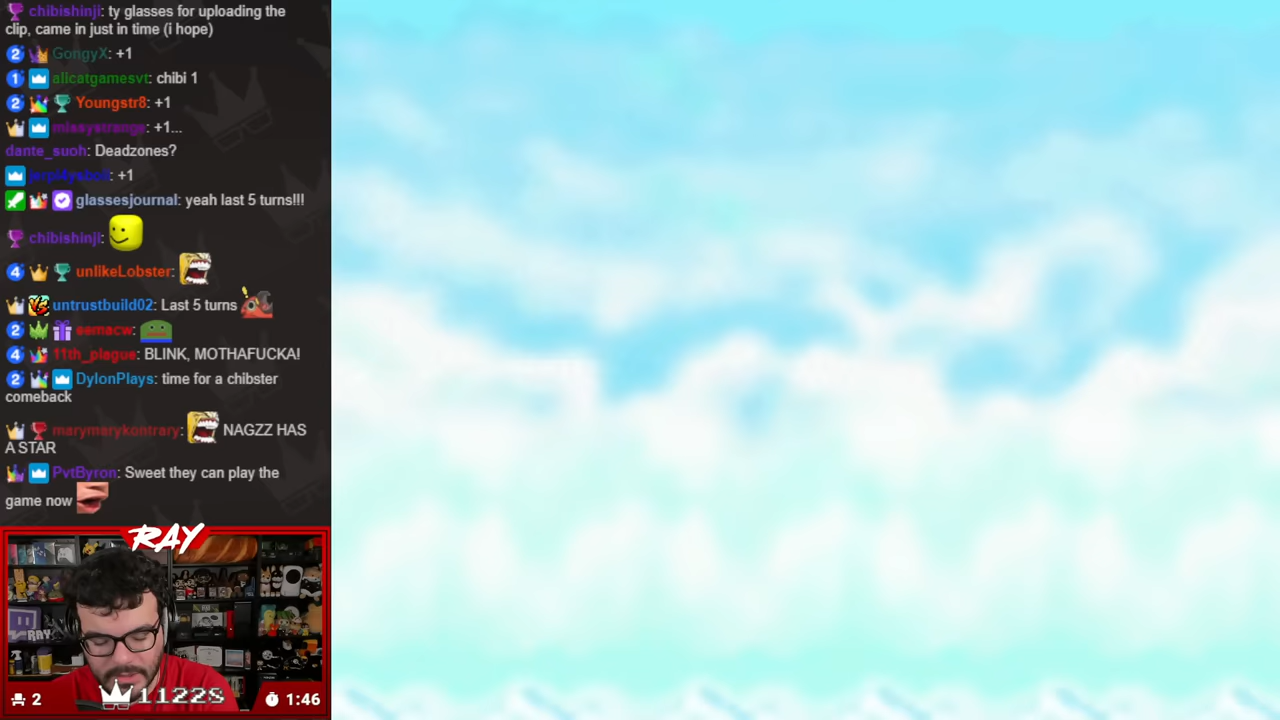 chibishinji: ty glasses for uploading the
clip, came in just in time (i hope)
2 GongyX: +1
1 alicatgamesvt: chibi 1
2 Youngstr8: +1
missystrange: +1...
dante_suoh: Deadzones?
: +1
glassesjournal: yeah last 5 turns!!!
chibishinji:
4 unlikeLobster:
untrustbuild02: Last 5 turns
2 eemacw:
4 11th_plague: BLINK, MOTHAFUCKA!
2 DylonPlays: time for a chibster
comeback
marymarykontrary: NAGZZ HAS
A STAR
PvtByron: Sweet they can play the
game now
RAY
RAY
2 11228 1:46